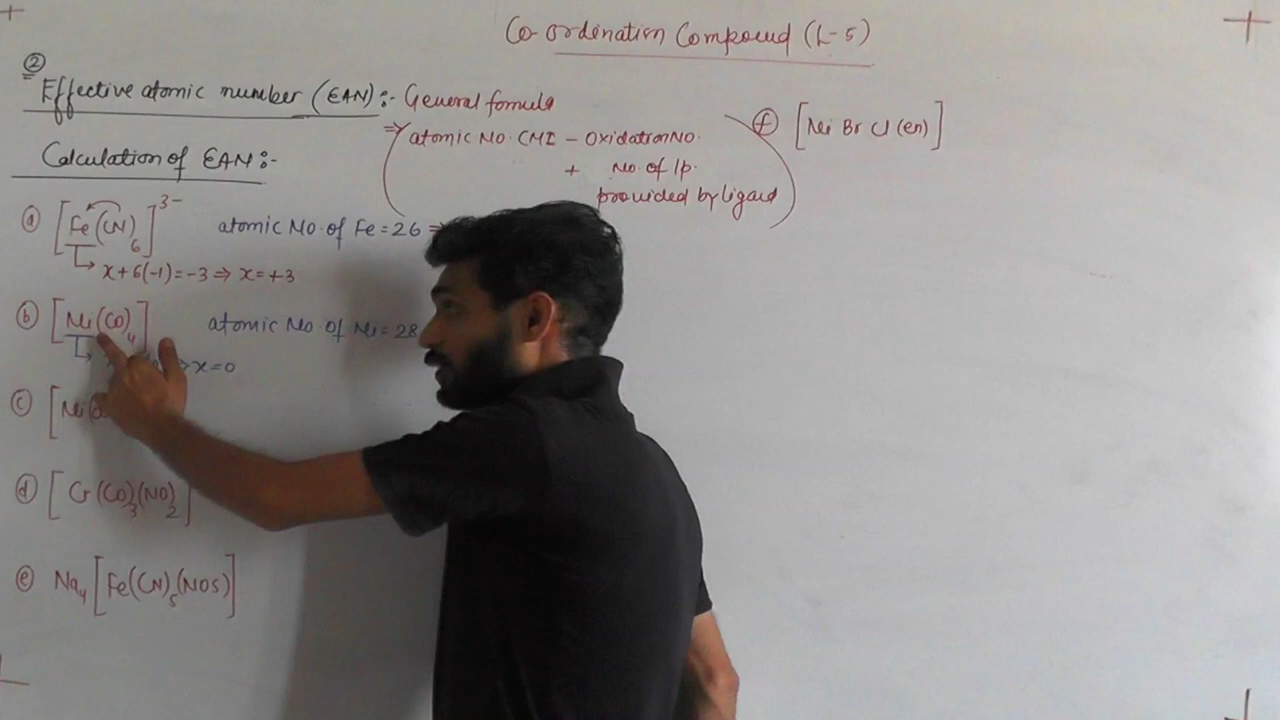 Co-ordination Compound (L-5)
②
Effective atomic number (EAN):- General formula
⇒ atomic No. CMI - Oxidation No.
+ No. of lp.
provided by ligand
f [Ni Br Cl (en)]
Calculation of EAN:-
a [Fe(CN)6]3- atomic No. of Fe = 26 =
x + 6(-1) = -3 ⇒ x = +3
b [Ni(CO)4] atomic No. of Ni = 28
x = 0
c [Ni(
d [Cr(CO)3(NO)2]
e Na4[Fe(CN)5(NOS)]